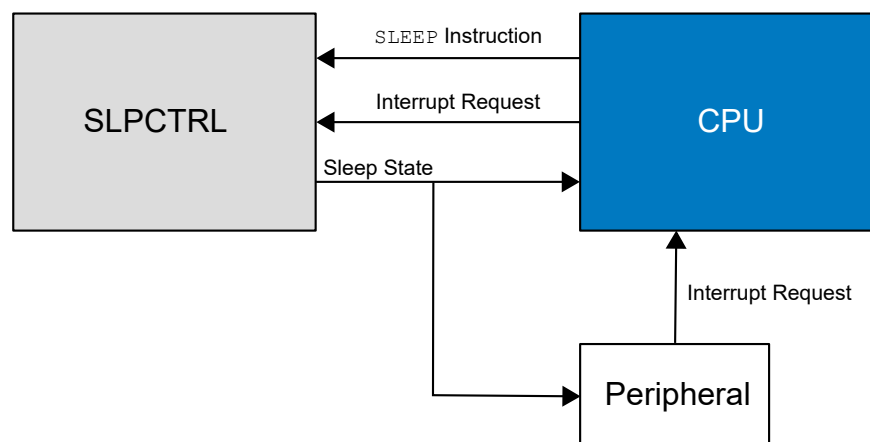 SLEEP Instruction
SLPCTRL
Interrupt Request
CPU
Sleep State
Interrupt Request
Peripheral